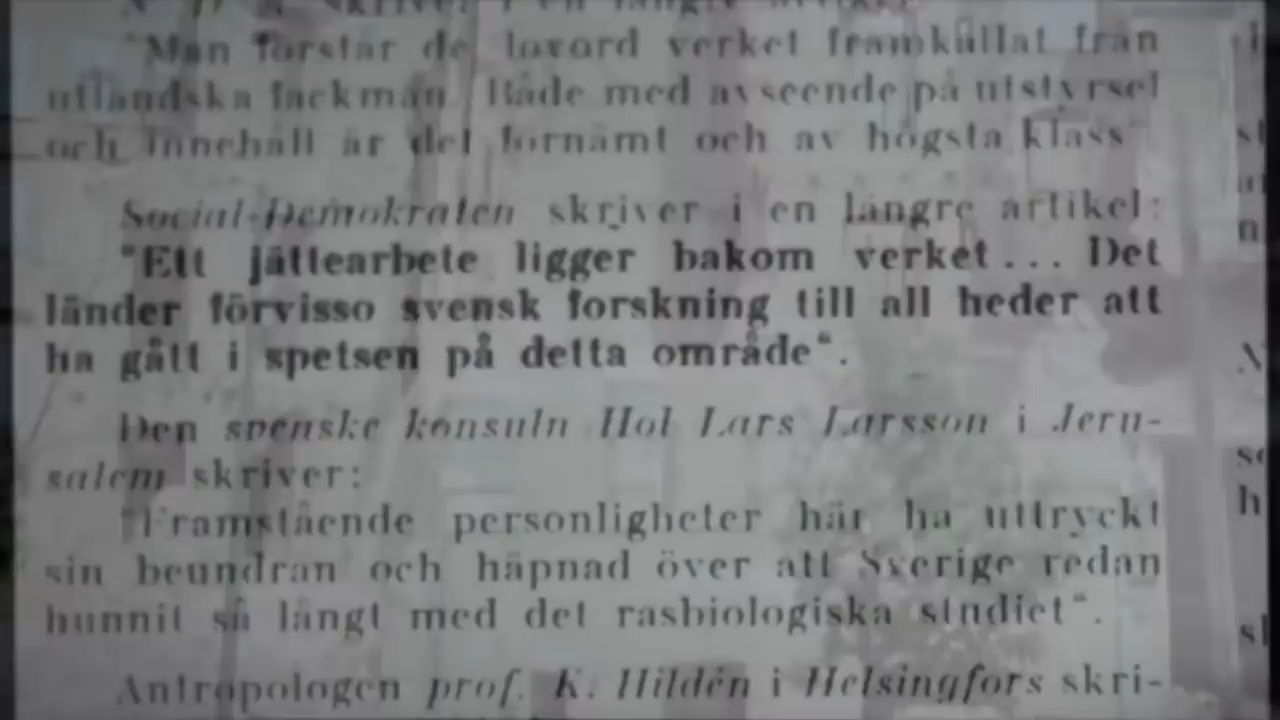 skriver i en längre artikel:
"Man förstår de lovord verket framkallat från
utländska fackmän. Både med avseende på utstyrsel
och innehåll är det förnämt och av högsta klass"
Social-Demokraten skriver i en längre artikel:
"Ett jättearbete ligger bakom verket... Det
länder förvisso svensk forskning till all heder att
ha gått i spetsen på detta område".
Den svenske konsuln Hol Lars Larsson i Jeru-
salem skriver:
"Framstående personligheter här ha uttryckt
sin beundran och häpnad över att Sverige redan
hunnit så långt med det rasbiologiska studiet".
Antropologen prof. K. Hildén i Helsingfors skri-